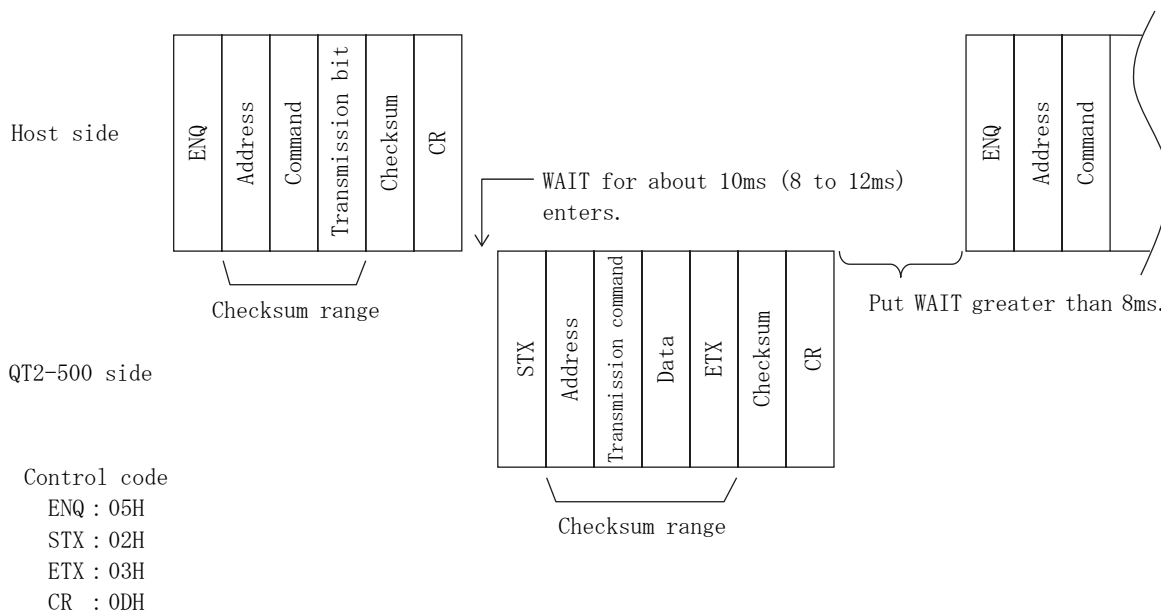 Host side
ENQ
Address
Command
Transmission bit
Checksum
CR
Checksum range
WAIT for about 10ms (8 to 12ms)
enters.
ENQ
Address
Command
Put WAIT greater than 8ms.
QT2-500 side
STX
Address
Transmission command
Data
ETX
Checksum
CR
Checksum range
Control code
ENQ : 05H
STX : 02H
ETX : 03H
CR : 0DH